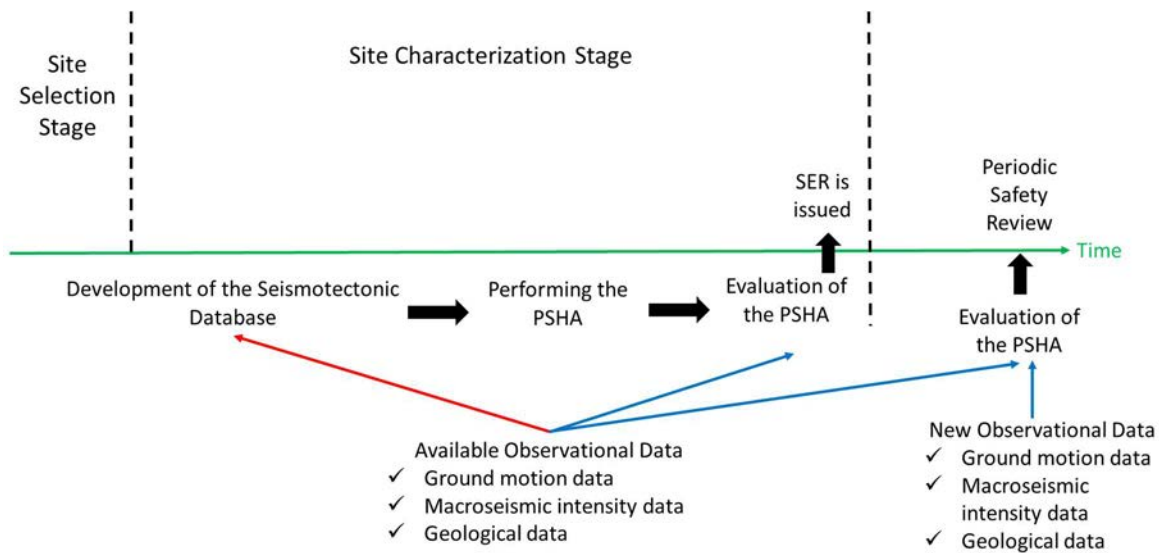 Site
Selection
Stage
Site Characterization Stage
SER is
issued
Periodic
Safety
Review
Time
Development of the Seismotectonic
Database
Performing the
PSHA
Evaluation of
the PSHA
Evaluation of
the PSHA
Available Observational Data
✓ Ground motion data
✓ Macroseismic intensity data
✓ Geological data
New Observational Data
✓ Ground motion data
✓ Macroseismic
intensity data
✓ Geological data